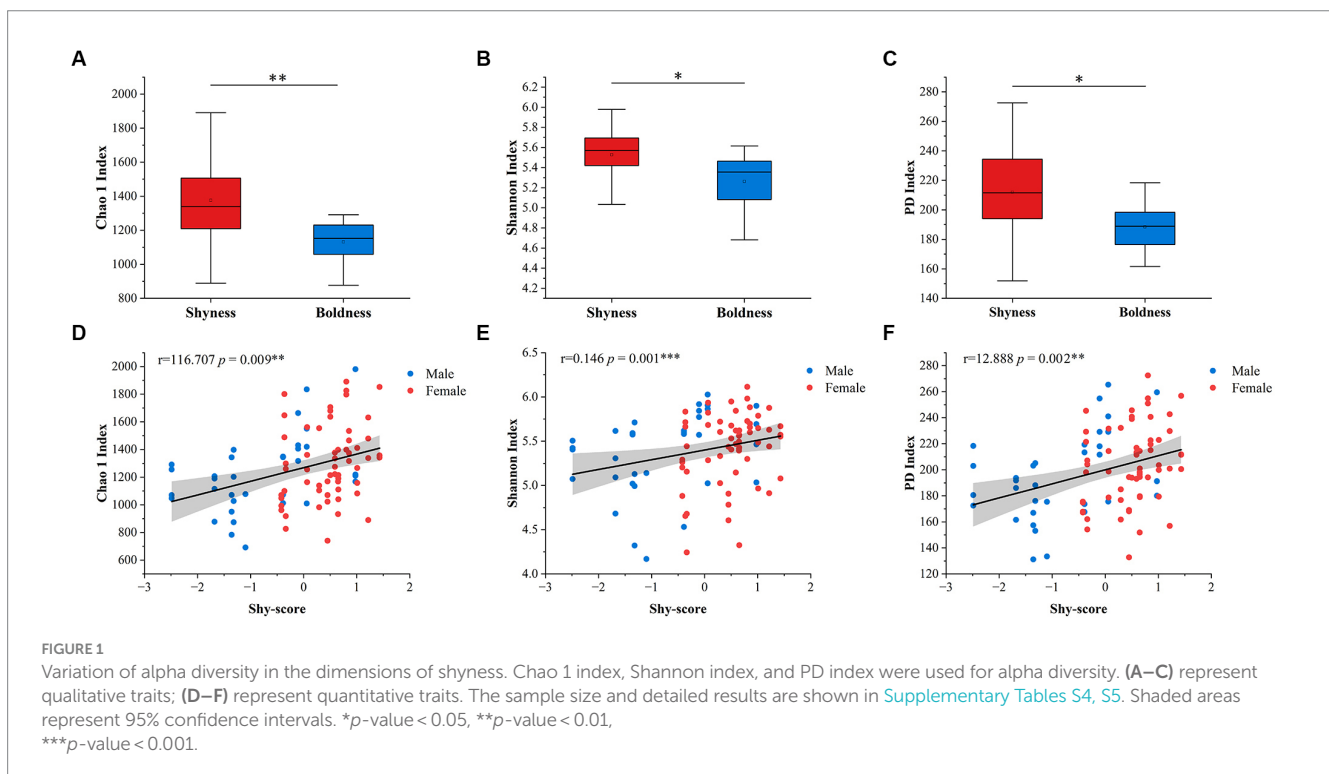 A
**
Chao 1 Index
2000
1800
1600
1400
1200
1000
800
Shyness
Boldness
B
*
Shannon Index
6.2
6.0
5.8
5.6
5.4
5.2
5.0
4.8
4.6
4.4
4.2
Shyness
Boldness
C
*
PD Index
280
260
240
220
200
180
160
140
Shyness
Boldness
D
r=116.707 p = 0.009**
Male
Female
Chao 1 Index
2000
1800
1600
1400
1200
1000
800
600
−3 −2 −1 0 1 2
Shy-score
E
r=0.146 p = 0.001***
Male
Female
Shannon Index
6.5
6.0
5.5
5.0
4.5
4.0
−3 −2 −1 0 1 2
Shy-score
F
r=12.888 p = 0.002**
Male
Female
PD Index
280
260
240
220
200
180
160
140
120
−3 −2 −1 0 1 2
Shy-score
FIGURE 1
Variation of alpha diversity in the dimensions of shyness. Chao 1 index, Shannon index, and PD index were used for alpha diversity. (A–C) represent
qualitative traits; (D–F) represent quantitative traits. The sample size and detailed results are shown in Supplementary Tables S4, S5. Shaded areas
represent 95% confidence intervals. *p-value < 0.05, **p-value < 0.01,
***p-value < 0.001.